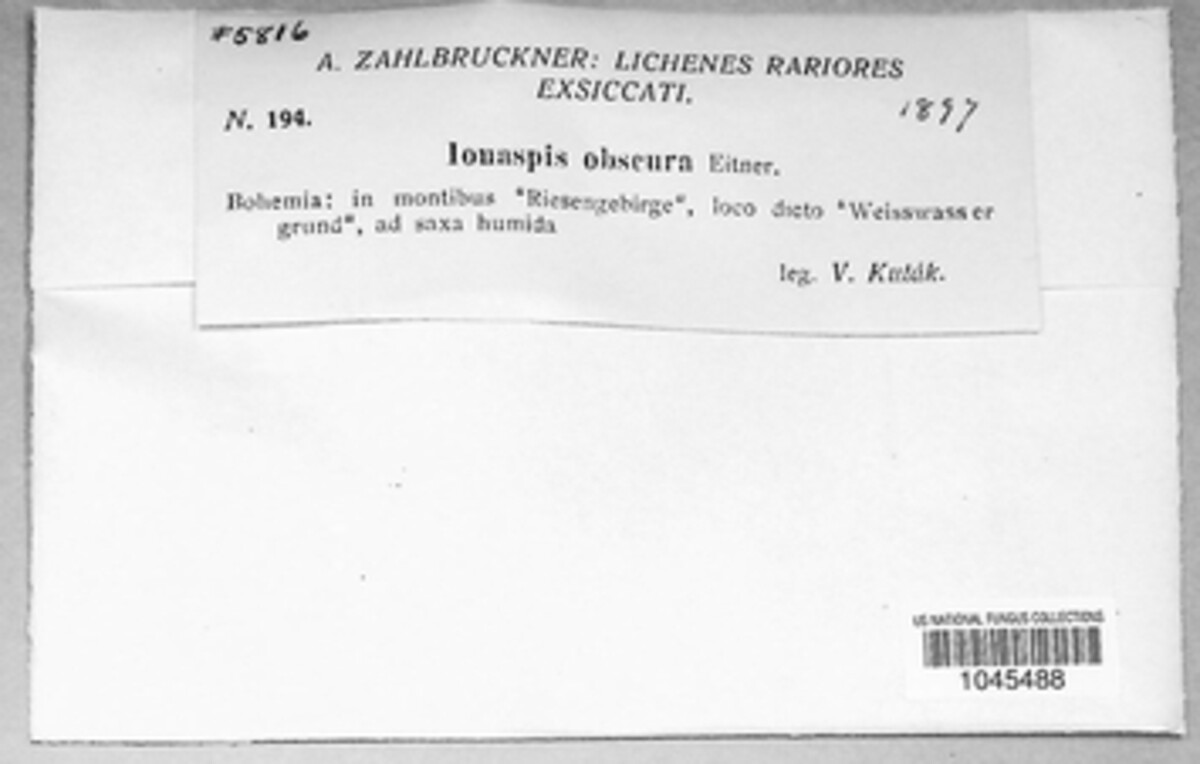 #5816
A. ZAHLBRUCKNER: LICHENES RARIORES
EXSICCATI.
1897
N. 194.
Ionaspis obscura Eitner.
Bohemia: in montibus "Riesengebirge", loco dicto "Weisswasser
grund", ad saxa humida
leg. V. Kuták.
US NATIONAL FUNGUS COLLECTIONS
1045488